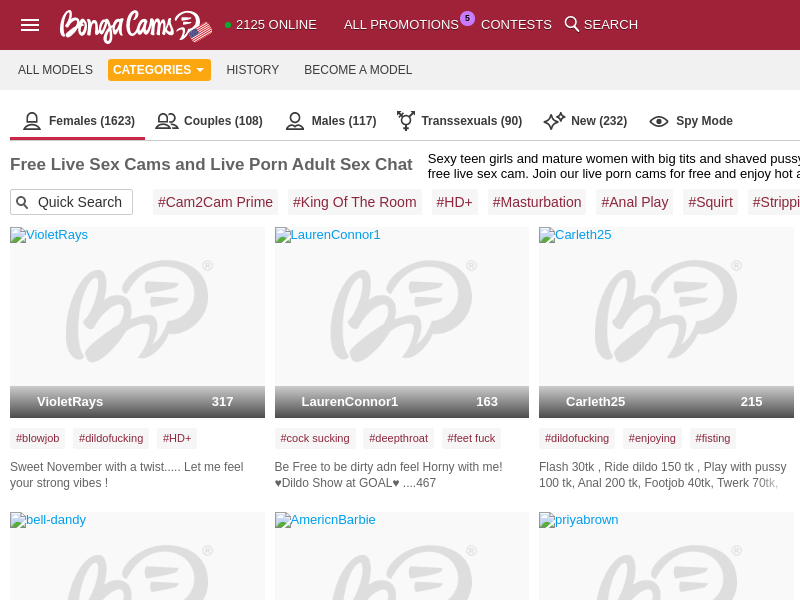 BongaCams
2125 ONLINE
ALL PROMOTIONS 5
CONTESTS
SEARCH
ALL MODELS
CATEGORIES
HISTORY
BECOME A MODEL
Females (1623)
Couples (108)
Males (117)
Transsexuals (90)
New (232)
Spy Mode
Free Live Sex Cams and Live Porn Adult Sex Chat
Sexy teen girls and mature women with big tits and shaved pussy
free live sex cam. Join our live porn cams for free and enjoy hot a
Quick Search
#Cam2Cam Prime
#King Of The Room
#HD+
#Masturbation
#Anal Play
#Squirt
#Strippi
VioletRays
LaurenConnor1
Carleth25
®
®
®
VioletRays 317
LaurenConnor1 163
Carleth25 215
#blowjob #dildofucking #HD+
#cock sucking #deepthroat #feet fuck
#dildofucking #enjoying #fisting
Sweet November with a twist..... Let me feel
your strong vibes !
Be Free to be dirty adn feel Horny with me!
♥Dildo Show at GOAL♥ ....467
Flash 30tk , Ride dildo 150 tk , Play with pussy
100 tk, Anal 200 tk, Footjob 40tk, Twerk 70tk,
bell-dandy
AmericnBarbie
priyabrown
®
®
®